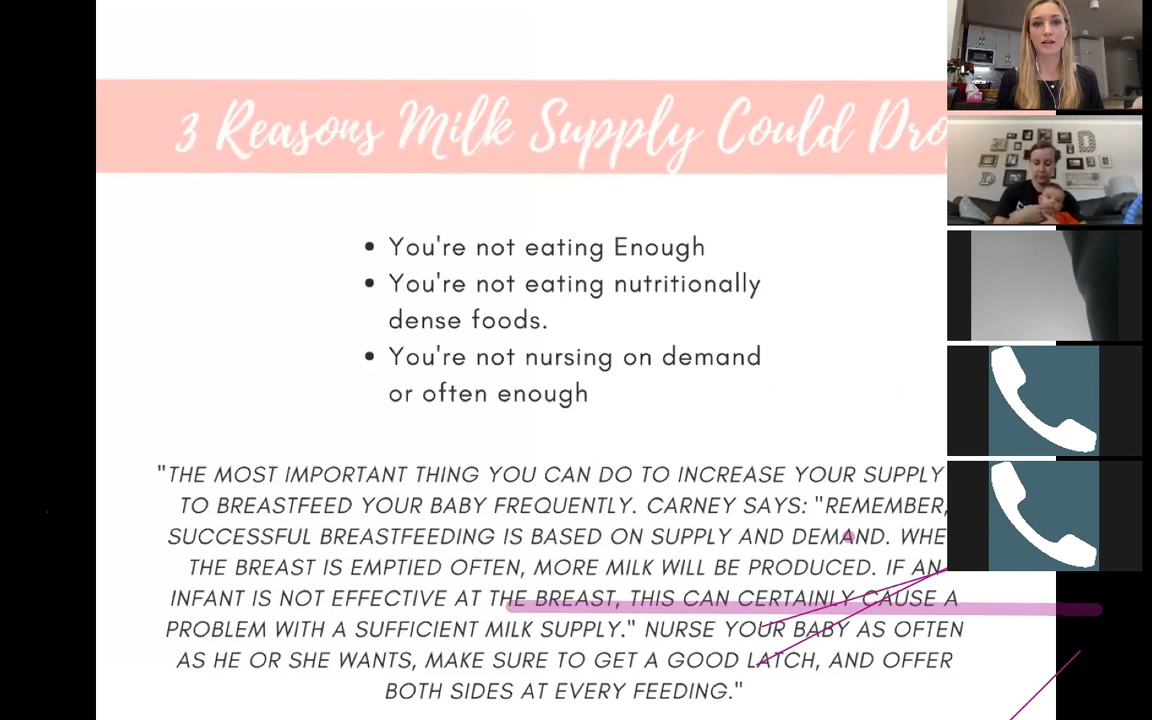 3 Reasons Milk Supply Could Dro
• You're not eating Enough
• You're not eating nutritionally
dense foods.
• You're not nursing on demand
or often enough
"THE MOST IMPORTANT THING YOU CAN DO TO INCREASE YOUR SUPPLY
TO BREASTFEED YOUR BABY FREQUENTLY. CARNEY SAYS: "REMEMBER,
SUCCESSFUL BREASTFEEDING IS BASED ON SUPPLY AND DEMAND. WHE
THE BREAST IS EMPTIED OFTEN, MORE MILK WILL BE PRODUCED. IF AN
INFANT IS NOT EFFECTIVE AT THE BREAST, THIS CAN CERTAINLY CAUSE A
PROBLEM WITH A SUFFICIENT MILK SUPPLY." NURSE YOUR BABY AS OFTEN
AS HE OR SHE WANTS, MAKE SURE TO GET A GOOD LATCH, AND OFFER
BOTH SIDES AT EVERY FEEDING."